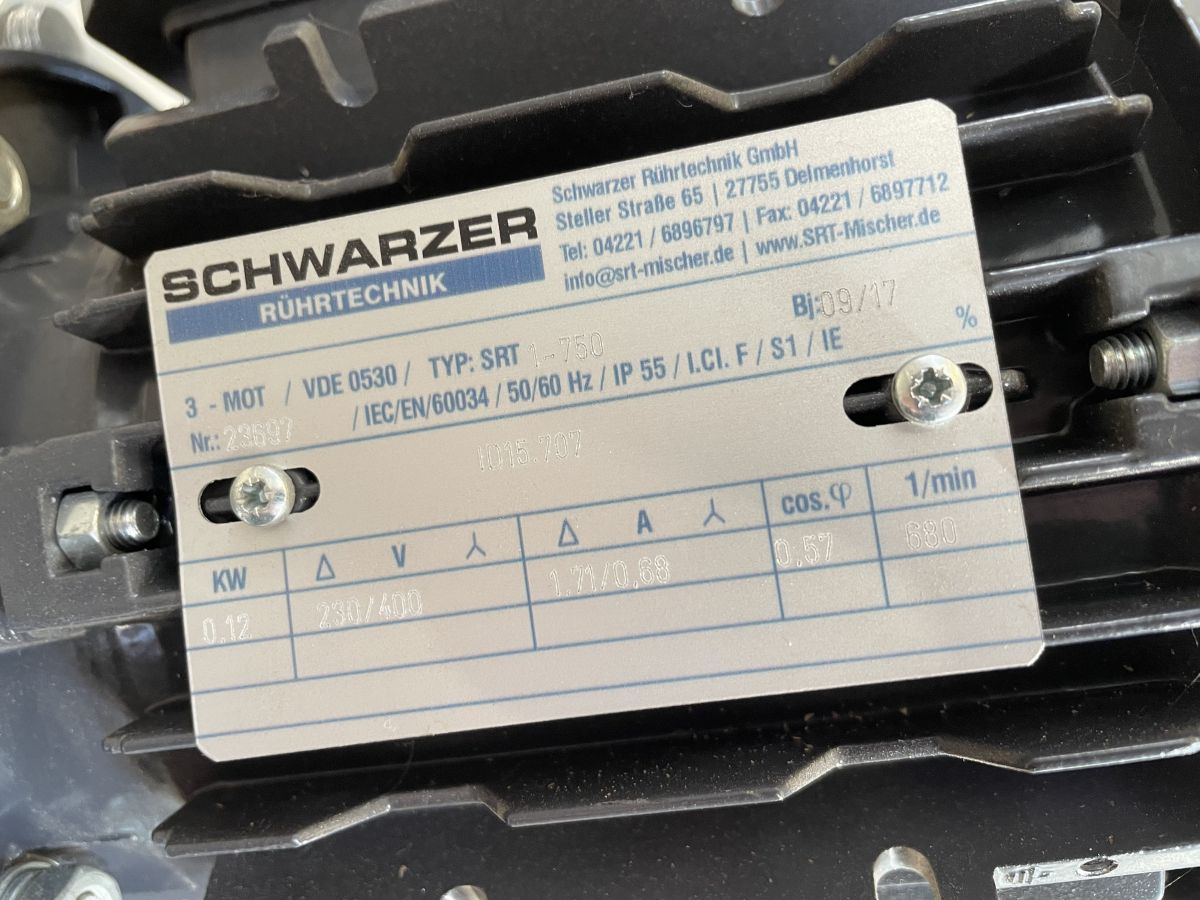 SCHWARZER
RÜHRTECHNIK
Schwarzer Rührtechnik GmbH
Steller Straße 65 | 27755 Delmenhorst
Tel: 04221 / 6896797 | Fax: 04221 / 6897712
info@srt-mischer.de | www.SRT-Mischer.de
3 - MOT / VDE 0530 / TYP: SRT 1-750 Bj:09/17
Nr.: 23697 / IEC/EN/60034 / 50/60 Hz / IP 55 / I.Cl. F / S1 / IE %
ID15.707
KW Δ V Y Δ A Y cos.φ 1/min
0,12 230/400 1.71/0,68 0,57 680